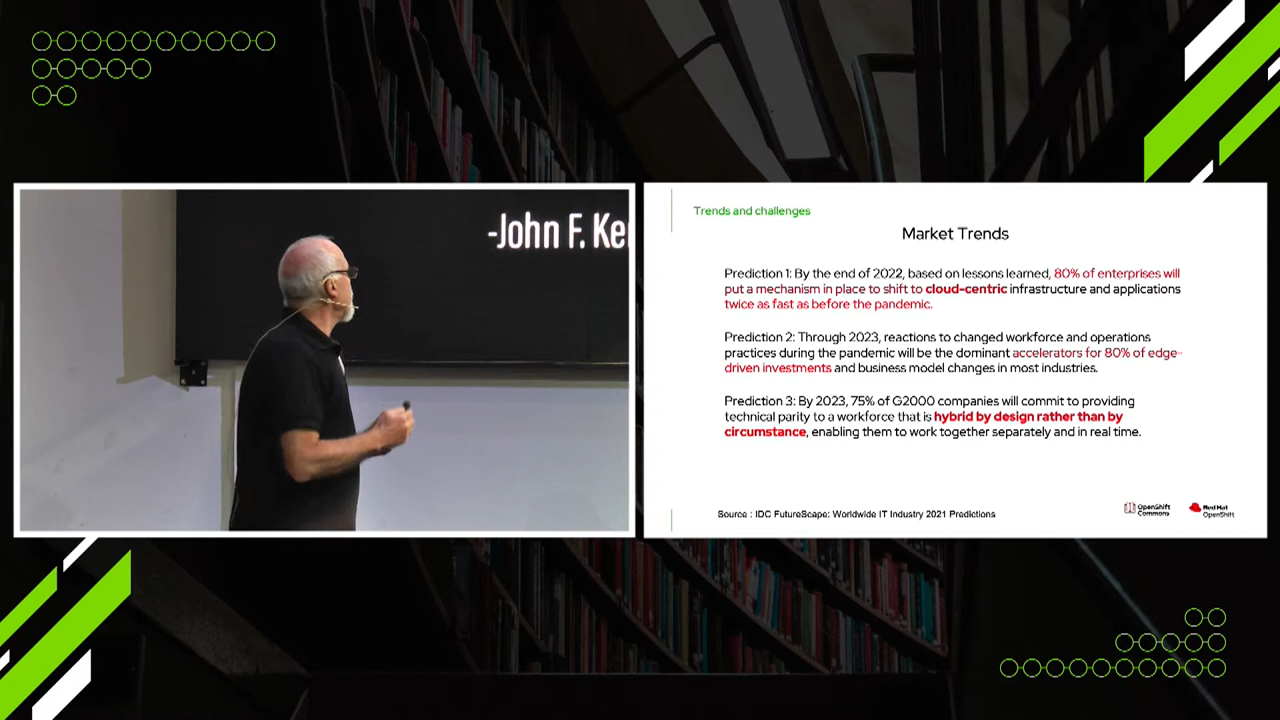 -John F. Ke
Trends and challenges
Market Trends
Prediction 1: By the end of 2022, based on lessons learned, 80% of enterprises will
put a mechanism in place to shift to cloud-centric infrastructure and applications
twice as fast as before the pandemic.
Prediction 2: Through 2023, reactions to changed workforce and operations
practices during the pandemic will be the dominant accelerators for 80% of edge-
driven investments and business model changes in most industries.
Prediction 3: By 2023, 75% of G2000 companies will commit to providing
technical parity to a workforce that is hybrid by design rather than by
circumstance, enabling them to work together separately and in real time.
Source : IDC FutureScape: Worldwide IT Industry 2021 Predictions
OpenShift
Commons
Red Hat
OpenShift